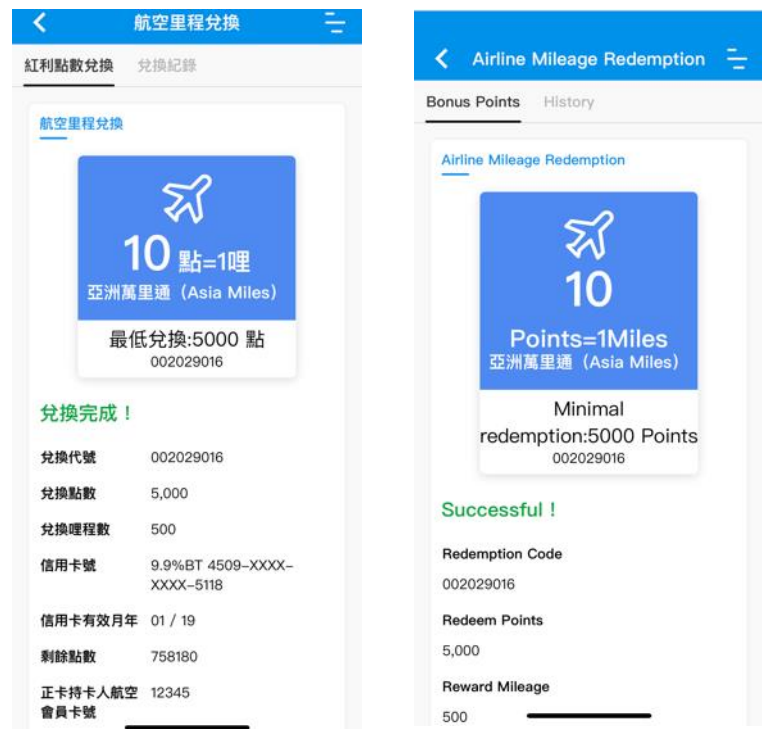 航空里程兌換
紅利點數兌換 兌換紀錄
航空里程兌換
10 點=1哩
亞洲萬里通（Asia Miles）
最低兌換:5000 點
002029016
兌換完成！
兌換代號 002029016
兌換點數 5,000
兌換哩程數 500
信用卡號 9.9%BT 4509-XXXX-
XXXX-5118
信用卡有效月年 01 / 19
剩餘點數 758180
正卡持卡人航空 12345
會員卡號
Airline Mileage Redemption
Bonus Points History
Airline Mileage Redemption
10
Points=1Miles
亞洲萬里通（Asia Miles）
Minimal
redemption:5000 Points
002029016
Successful！
Redemption Code
002029016
Redeem Points
5,000
Reward Mileage
500